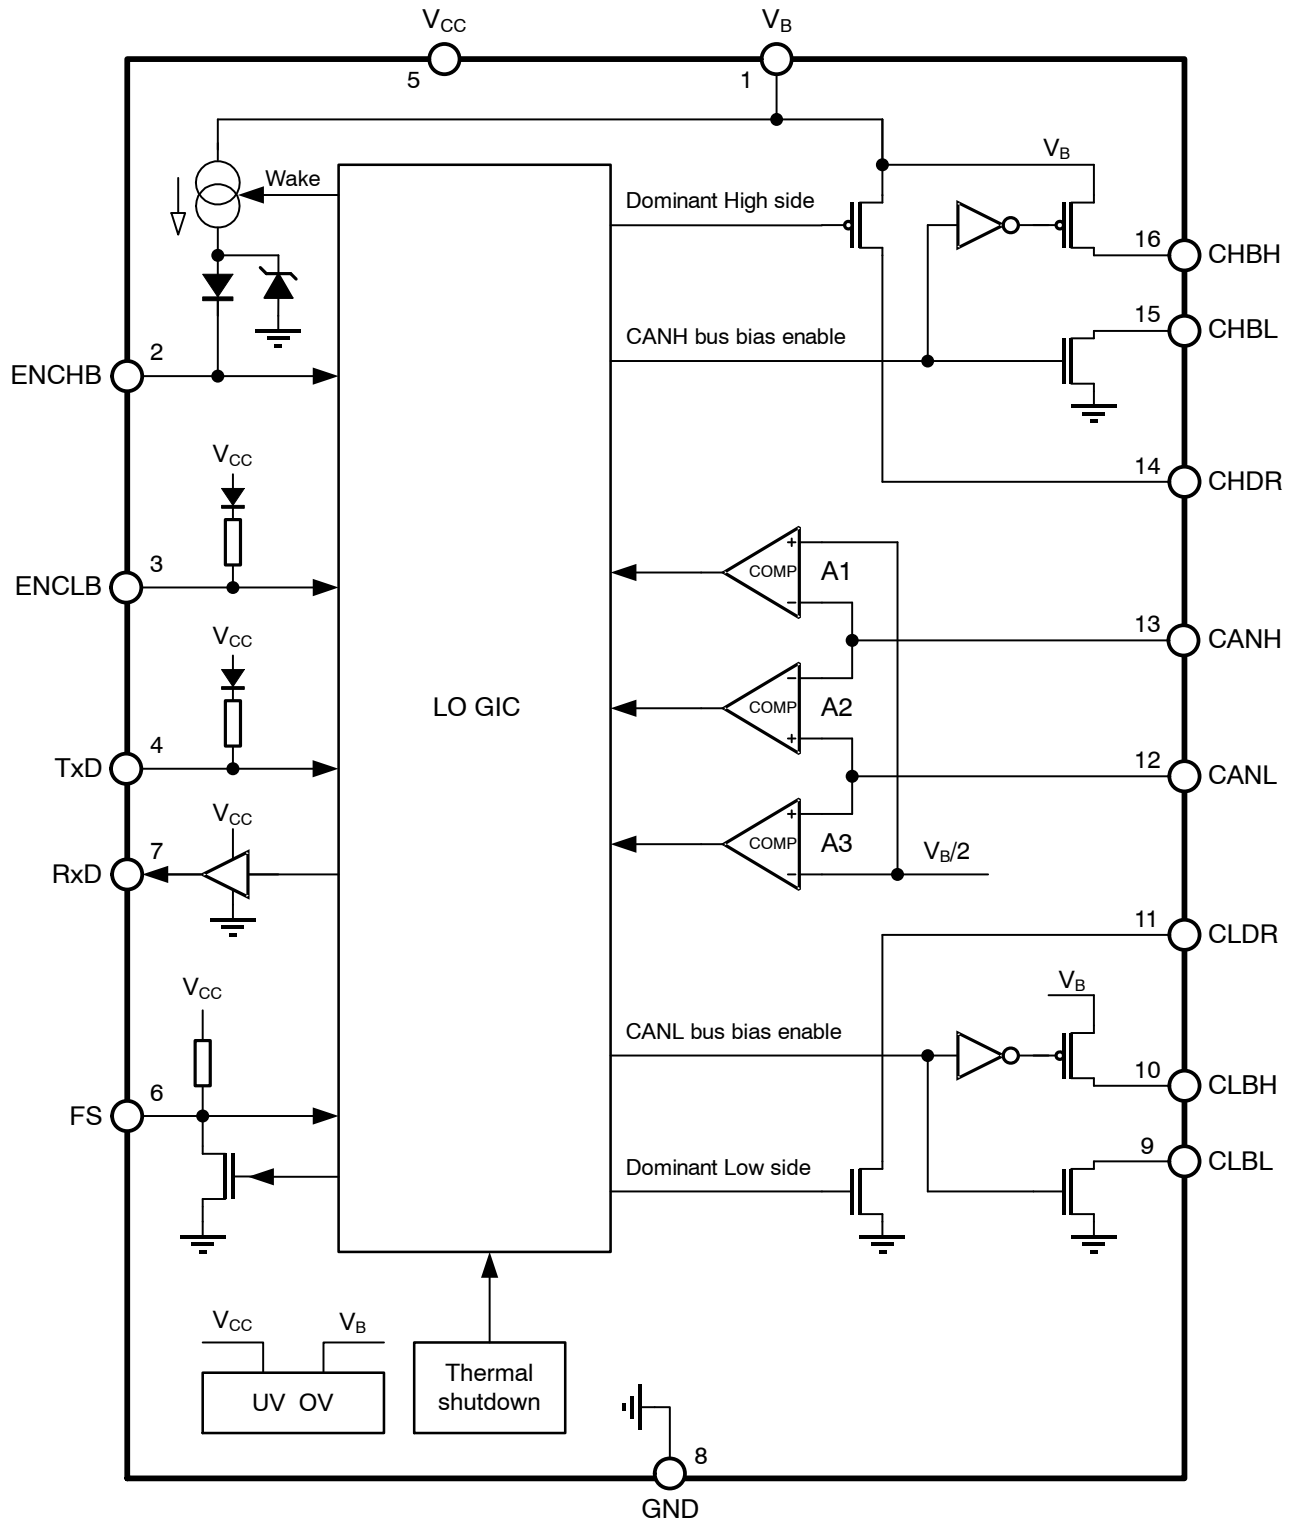 VCC
VB
5
1
Wake
VB
Dominant High side
16
CHBH
15
CHBL
CANH bus bias enable
2
ENCHB
VCC
14
CHDR
+
COMP
A1
−
3
ENCLB
VCC
13
CANH
−
COMP
A2
+
LO GIC
4
TxD
12
CANL
+
COMP
A3
−
VB/2
VCC
7
RxD
11
CLDR
VCC
VB
CANL bus bias enable
10
CLBH
6
FS
9
CLBL
Dominant Low side
VCC
VB
UV OV
Thermal
shutdown
8
GND